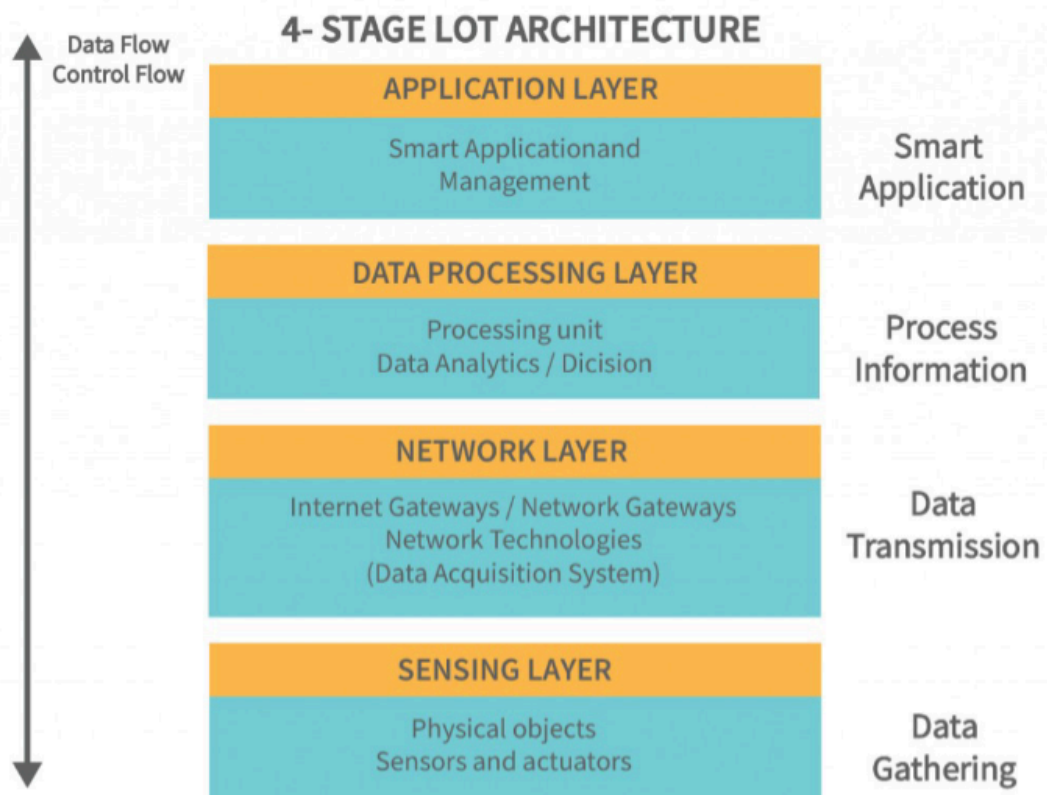 4- STAGE LOT ARCHITECTURE
Data Flow
Control Flow
APPLICATION LAYER
Smart Applicationand
Management
Smart
Application
DATA PROCESSING LAYER
Processing unit
Data Analytics / Dicision
Process
Information
NETWORK LAYER
Internet Gateways / Network Gateways
Network Technologies
(Data Acquisition System)
Data
Transmission
SENSING LAYER
Physical objects
Sensors and actuators
Data
Gathering